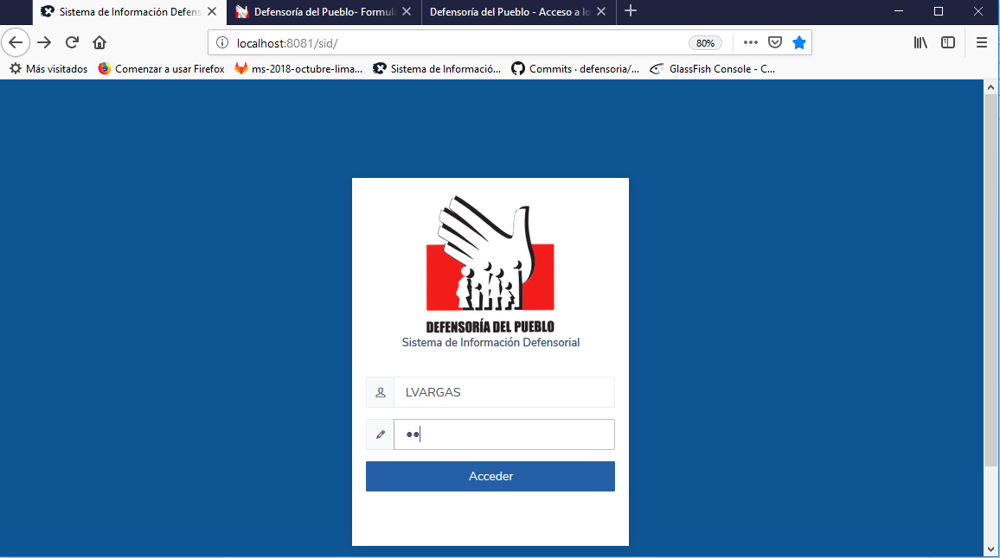 Sistema de Información Defens
Defensoría del Pueblo- Formula
Defensoría del Pueblo - Acceso a lo
localhost:8081/sid/
80%
Más visitados
Comenzar a usar Firefox
ms-2018-octubre-lima...
Sistema de Informació...
Commits · defensoria/...
GlassFish Console - C...
DEFENSORÍA DEL PUEBLO
Sistema de Información Defensorial
LVARGAS
Acceder